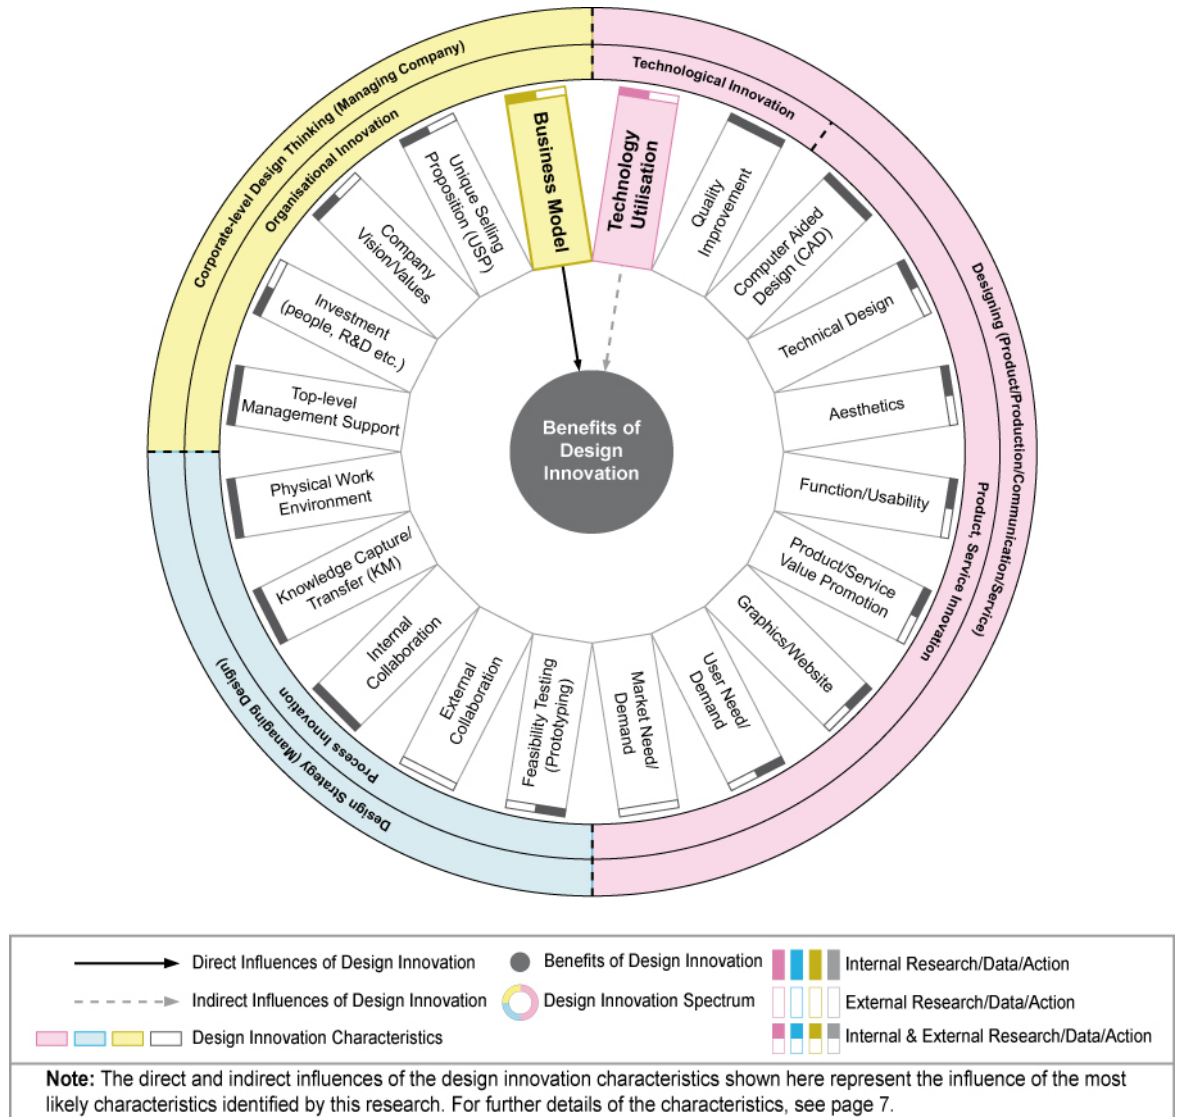 Corporate-level Design Thinking (Managing Company)
Organisational Innovation
Technological Innovation
Designing (Product/Production/Communication/Service)
Product, Service Innovation
Design Strategy (Managing Design)
Process Innovation
Business Model
Technology
Utilisation
Quality
Improvement
Computer Aided
Design (CAD)
Technical Design
Aesthetics
Function/Usability
Product/Service
Value Promotion
Graphics/Website
User Need/
Demand
Market Need/
Demand
Feasibility Testing
(Prototyping)
External
Collaboration
Internal
Collaboration
Knowledge Capture/
Transfer (KM)
Physical Work
Environment
Top-level
Management Support
Investment
(people, R&D etc.)
Company
Vision/Values
Unique Selling
Proposition (USP)
Benefits of
Design
Innovation
Direct Influences of Design Innovation
Indirect Influences of Design Innovation
Design Innovation Characteristics
Benefits of Design Innovation
Design Innovation Spectrum
Internal Research/Data/Action
External Research/Data/Action
Internal & External Research/Data/Action
Note: The direct and indirect influences of the design innovation characteristics shown here represent the influence of the most
likely characteristics identified by this research. For further details of the characteristics, see page 7.